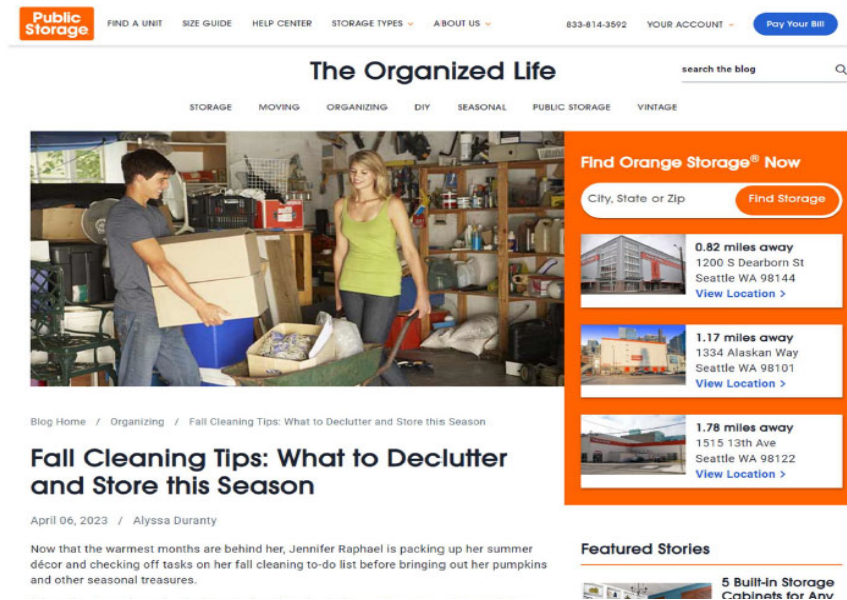 Public
Storage
FIND A UNIT
SIZE GUIDE
HELP CENTER
STORAGE TYPES
ABOUT US
833-814-3592
YOUR ACCOUNT
Pay Your Bill
The Organized Life
search the blog
STORAGE
MOVING
ORGANIZING
DIY
SEASONAL
PUBLIC STORAGE
VINTAGE
Find Orange Storage® Now
City, State or Zip
Find Storage
0.82 miles away
1200 S Dearborn St
Seattle WA 98144
View Location >
1.17 miles away
1334 Alaskan Way
Seattle WA 98101
View Location >
1.78 miles away
1515 13th Ave
Seattle WA 98122
View Location >
Blog Home / Organizing / Fall Cleaning Tips: What to Declutter and Store this Season
Fall Cleaning Tips: What to Declutter
and Store this Season
April 06, 2023 / Alyssa Duranty
Now that the warmest months are behind her, Jennifer Raphael is packing up her summer
décor and checking off tasks on her fall cleaning to-do list before bringing out her pumpkins
and other seasonal treasures.
Featured Stories
5 Built-in Storage
Cabinets for Any